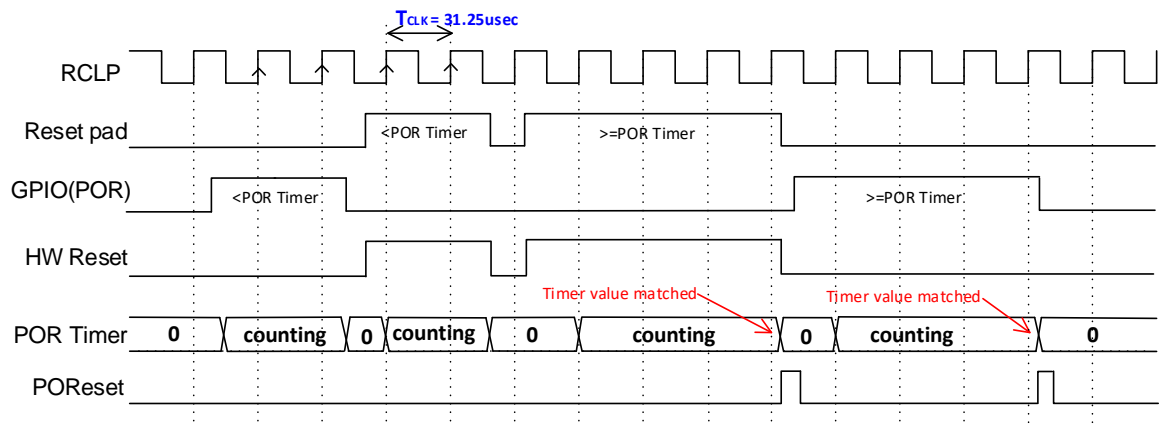 TCLK = 31.25usec
RCLP
Reset pad
<POR Timer
>=POR Timer
GPIO(POR)
<POR Timer
>=POR Timer
HW Reset
Timer value matched
Timer value matched
POR Timer
0
counting
0
counting
0
counting
0
counting
0
POReset